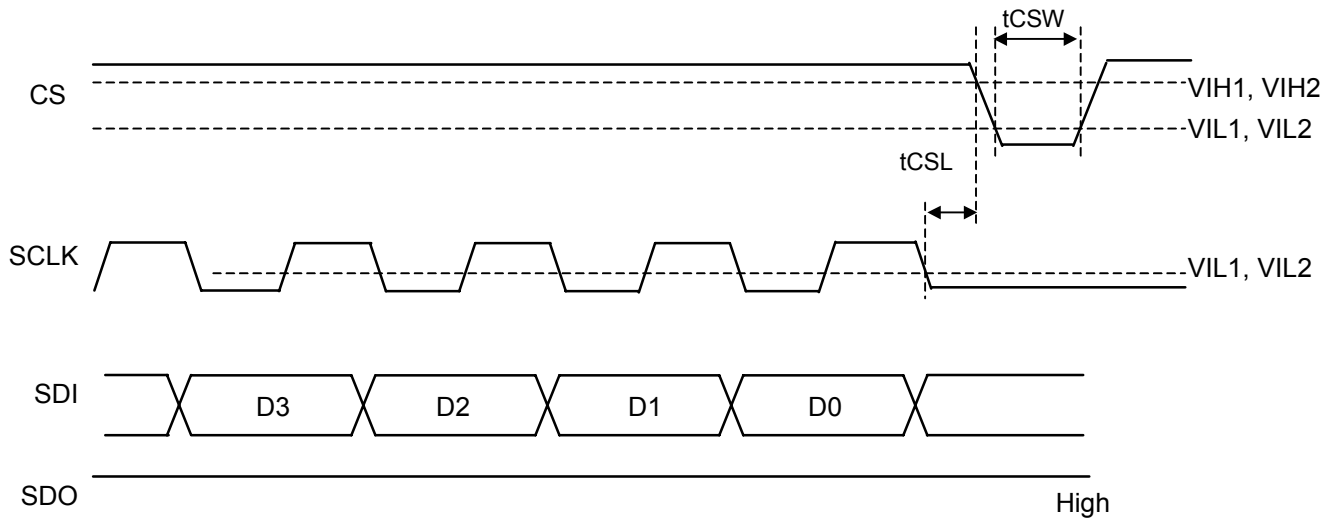 tCSW
CS
VIH1, VIH2
VIL1, VIL2
tCSL
SCLK
VIL1, VIL2
SDI
D3
D2
D1
D0
SDO
High